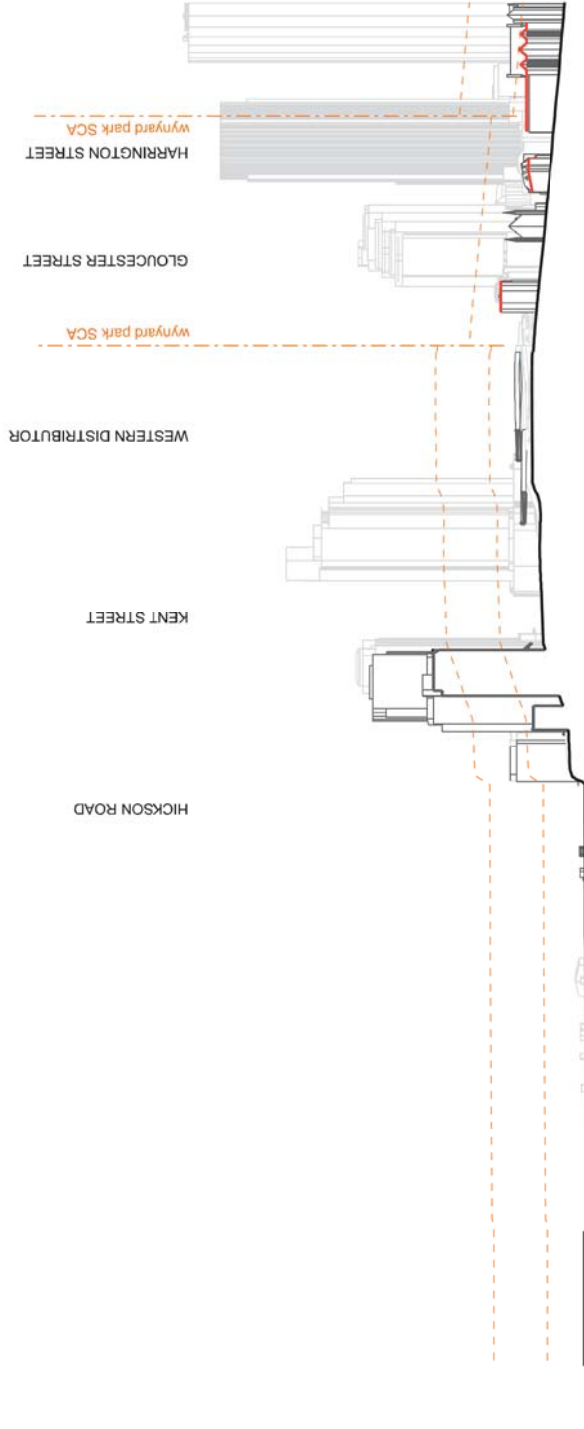 HICKSON ROAD
KENT STREET
WESTERN DISTRIBUTOR
wynyard park SCA
GLOUCESTER STREET
HARRINGTON STREET
wynyard park SCA